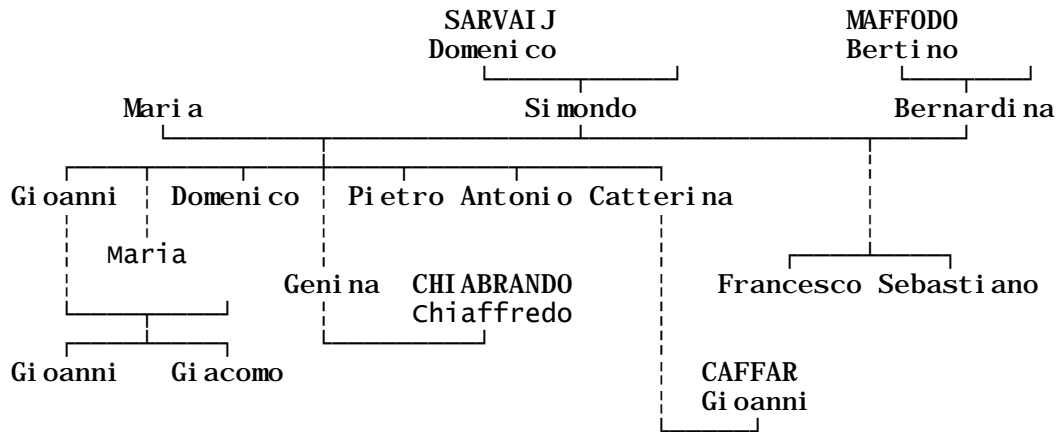 SARVAIJ MAFFODO
Domenico Bertino
Maria Simondo Bernardina
Gioanni Domenico Pietro Antonio Catterina
Maria
Genina CHIABRANDO Francesco Sebastiano
Chiaffredo
Gioanni Giacomo CAFFAR
Gioanni